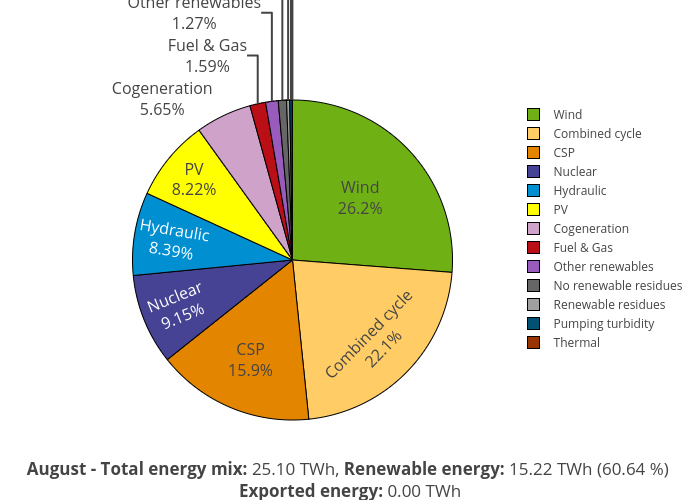 Other renewables
1.27%
Fuel & Gas
1.59%
Cogeneration
5.65%
PV
8.22%
Hydraulic
8.39%
Nuclear
9.15%
CSP
15.9%
Combined cycle
22.1%
Wind
26.2%
Wind
Combined cycle
CSP
Nuclear
Hydraulic
PV
Cogeneration
Fuel & Gas
Other renewables
No renewable residues
Renewable residues
Pumping turbidity
Thermal
August - Total energy mix: 25.10 TWh, Renewable energy: 15.22 TWh (60.64 %)
Exported energy: 0.00 TWh